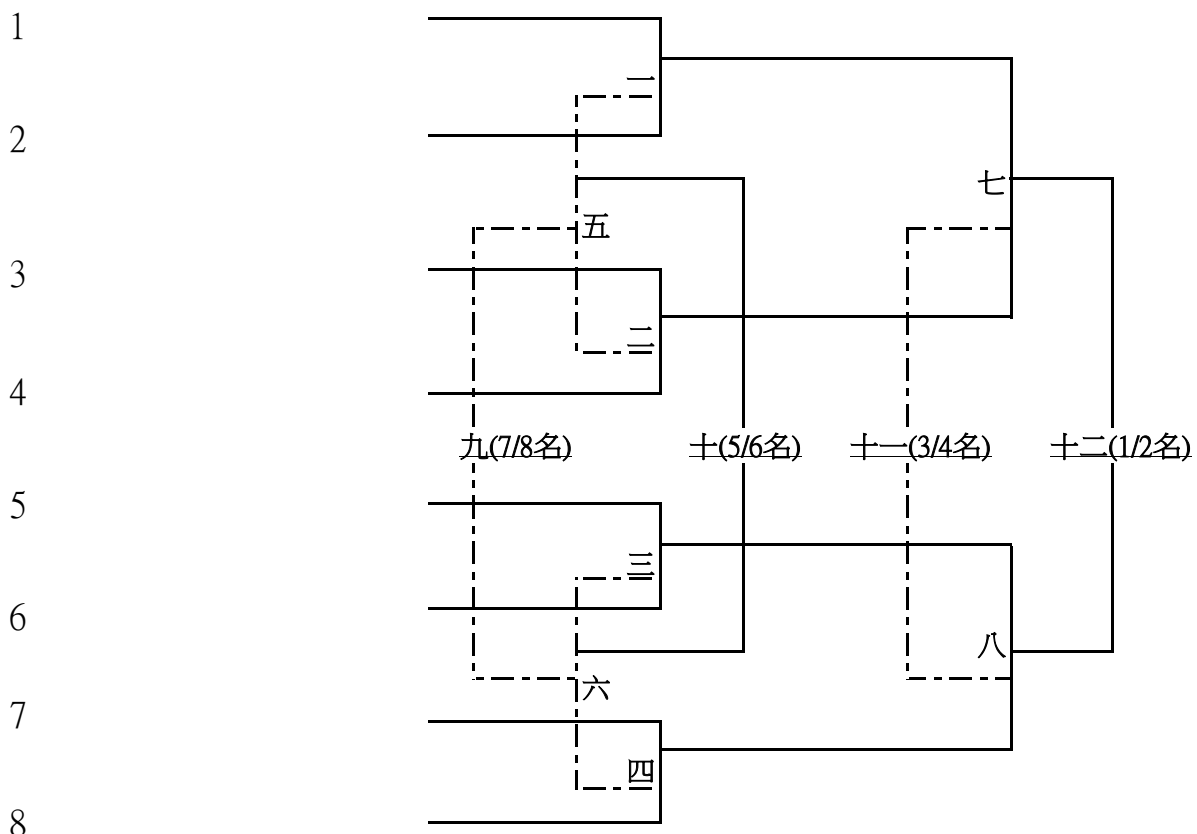 1
一
2
七
五
3
二
4
九(7/8名) 十(5/6名) 十一(3/4名) 十二(1/2名)
5
三
6
八
六
7
四
8